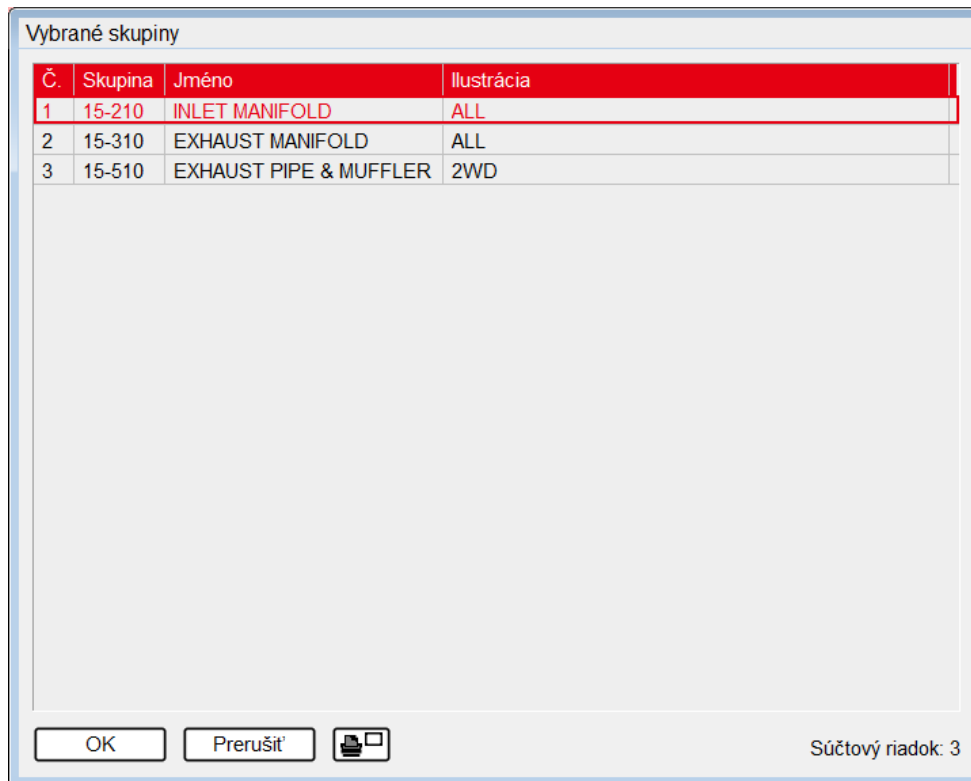 Vybrané skupiny
Č. Skupina Jméno Ilustrácia
1 15-210 INLET MANIFOLD ALL
2 15-310 EXHAUST MANIFOLD ALL
3 15-510 EXHAUST PIPE & MUFFLER 2WD
OK Prerušiť Súčtový riadok: 3